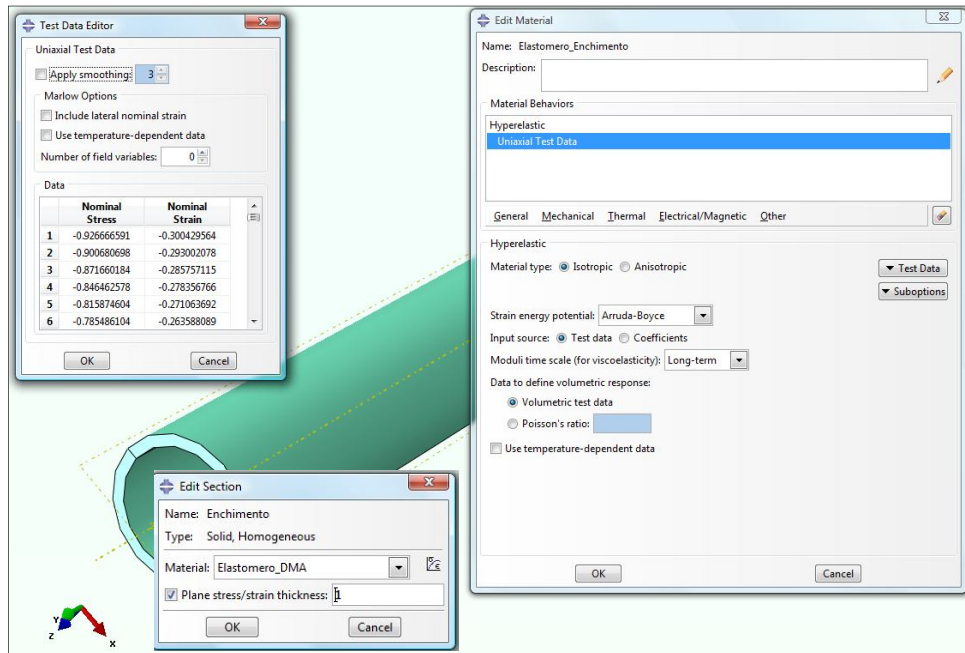 Test Data Editor
Uniaxial Test Data
Apply smoothing: 3
Marlow Options
Include lateral nominal strain
Use temperature-dependent data
Number of field variables: 0
Data
Nominal Stress Nominal Strain
1 -0.926666591 -0.300429564
2 -0.900680698 -0.293002078
3 -0.871660184 -0.285757115
4 -0.846462578 -0.278356766
5 -0.815874604 -0.271063692
6 -0.785486104 -0.263588089
OK Cancel
Edit Material
Name: Elastomero_Enchimento
Description:
Material Behaviors
Hyperelastic
Uniaxial Test Data
General Mechanical Thermal Electrical/Magnetic Other
Hyperelastic
Material type: Isotropic Anisotropic
Test Data
Suboptions
Strain energy potential: Arruda-Boyce
Input source: Test data Coefficients
Moduli time scale (for viscoelasticity): Long-term
Data to define volumetric response:
Volumetric test data
Poisson's ratio:
Use temperature-dependent data
OK Cancel
Edit Section
Name: Enchimento
Type: Solid, Homogeneous
Material: Elastomero_DMA
Plane stress/strain thickness: 1
OK Cancel
Y
Z
X